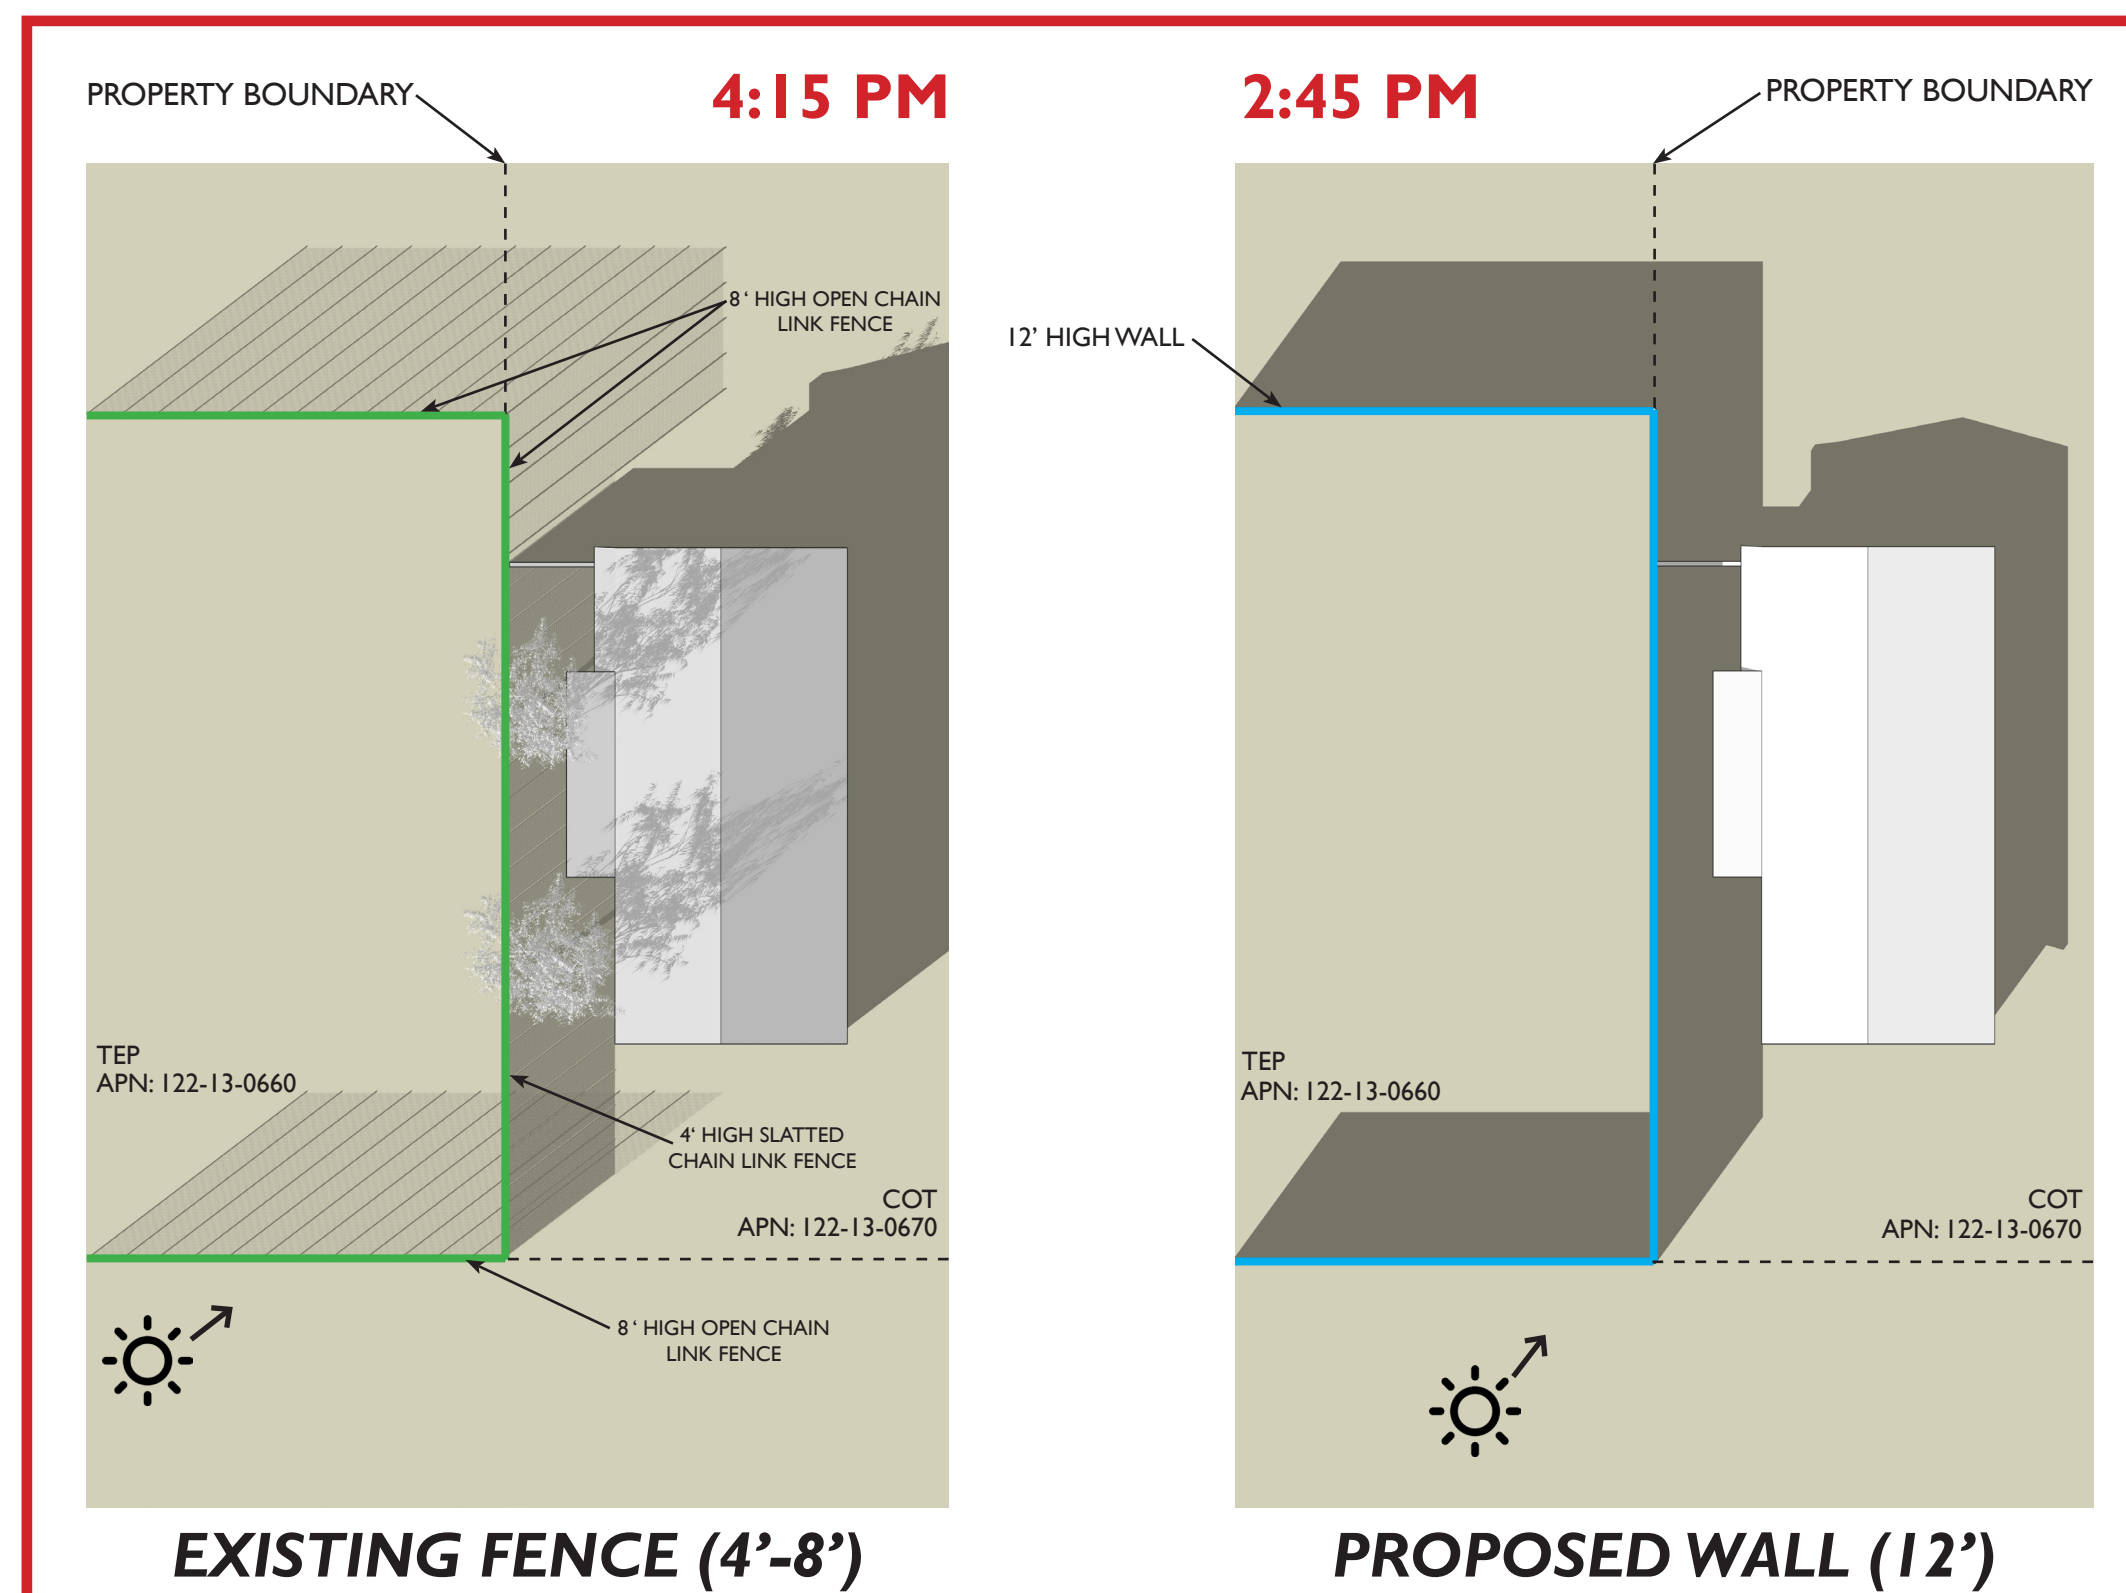 PROPERTY BOUNDARY
4:15 PM
8‘ HIGH OPEN CHAIN
LINK FENCE
TEP
APN: 122-13-0660
4‘ HIGH SLATTED
CHAIN LINK FENCE
COT
APN: 122-13-0670
8‘ HIGH OPEN CHAIN
LINK FENCE
EXISTING FENCE (4’-8’)
2:45 PM
PROPERTY BOUNDARY
12’ HIGH WALL
TEP
APN: 122-13-0660
COT
APN: 122-13-0670
PROPOSED WALL (12’)